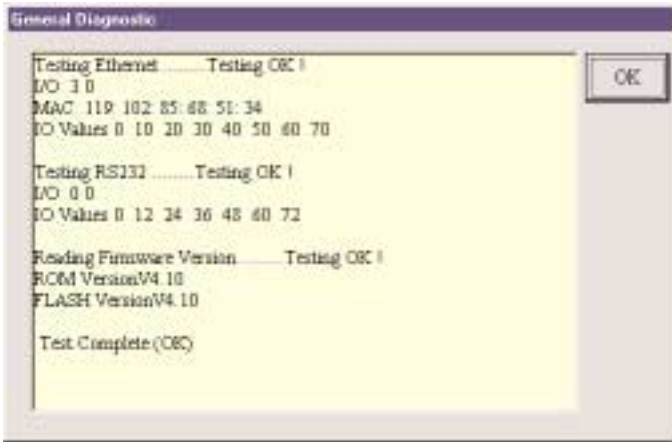 General Diagnostic
Testing Ethernet ........Testing OK !
I/O 3 0
MAC 119: 102: 85: 68: 51: 34
IO Values 0 10 20 30 40 50 60 70
Testing RS232 ........Testing OK !
I/O 0 0
IO Values 0 12 24 36 48 60 72
Reading Firmware Version ........Testing OK !
ROM VersionV4.10
FLASH VersionV4.10
Test Complete (OK)
OK